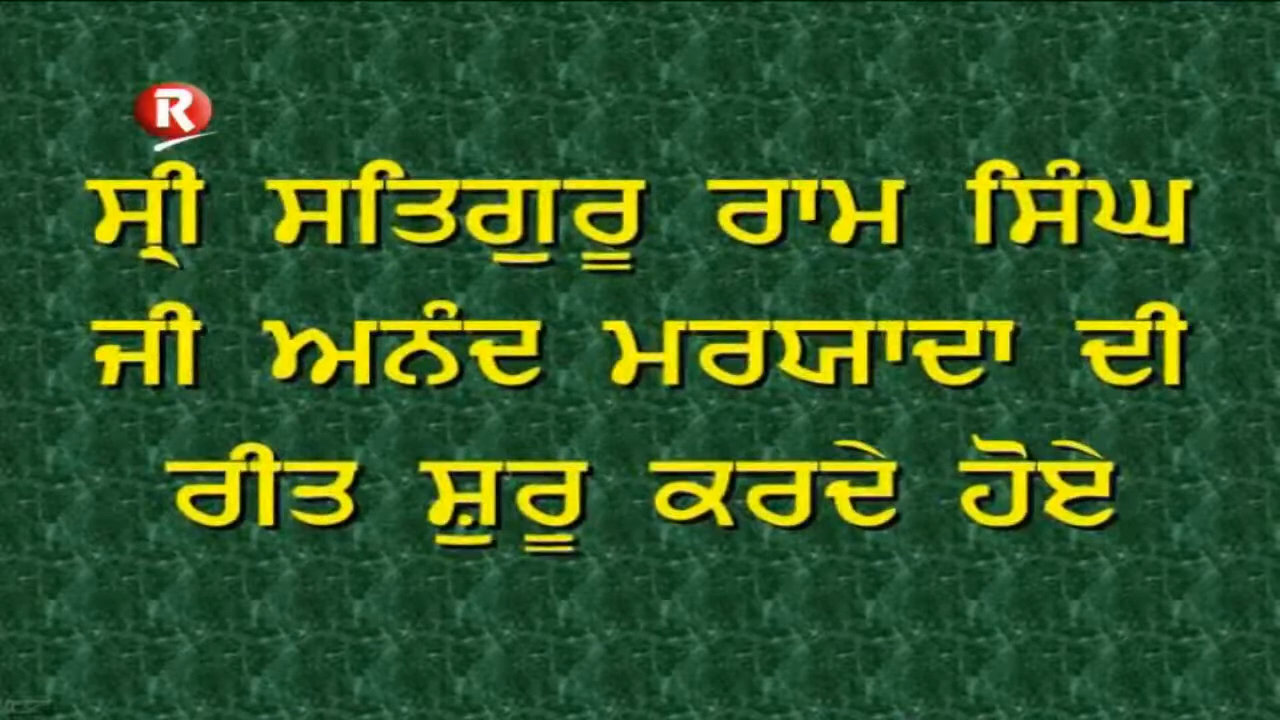 R
ਸ੍ਰੀ ਸਤਿਗੁਰੂ ਰਾਮ ਸਿੰਘ
ਜੀ ਅਨੰਦ ਮਰਯਾਦਾ ਦੀ
ਰੀਤ ਸ਼ੁਰੂ ਕਰਦੇ ਹੋਏ